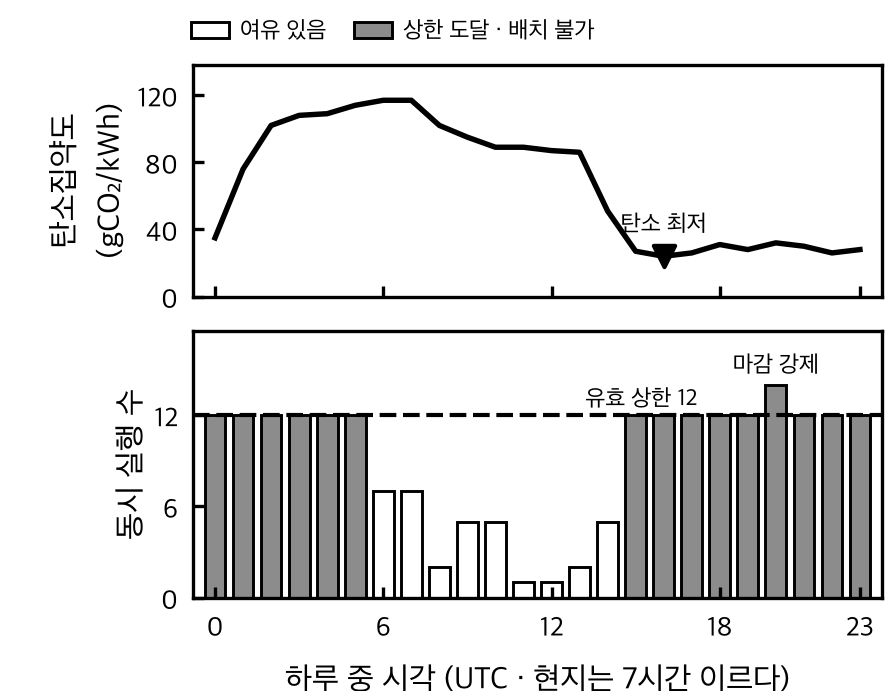 여유 있음 상한 도달 · 배치 불가
탄소집약도
(gCO₂/kWh)
120
80
40
0
탄소 최저
동시 실행 수
12
6
0
마감 강제
유효 상한 12
0 6 12 18 23
하루 중 시각 (UTC · 현지는 7시간 이르다)